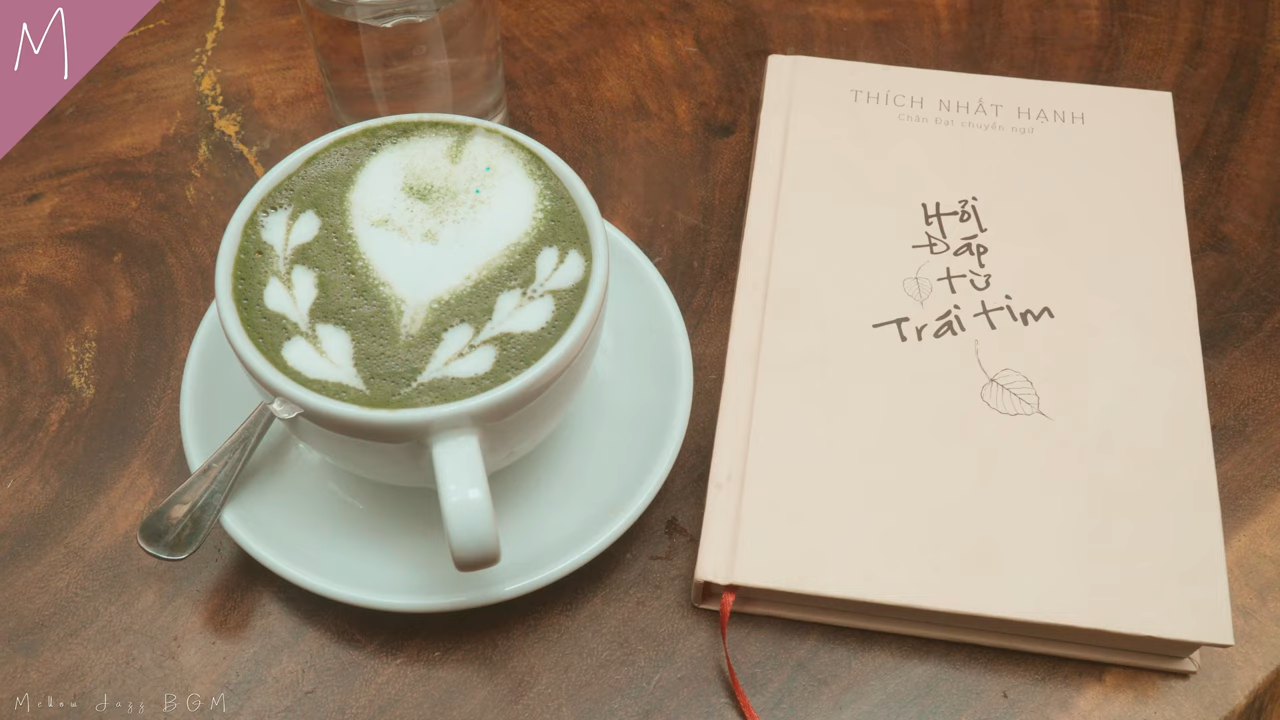 M
THÍCH NHẤT HẠNH
Chân Đạt chuyển ngữ
Hỏi
Đáp
từ
Trái tim
Mellow Jazz BGM